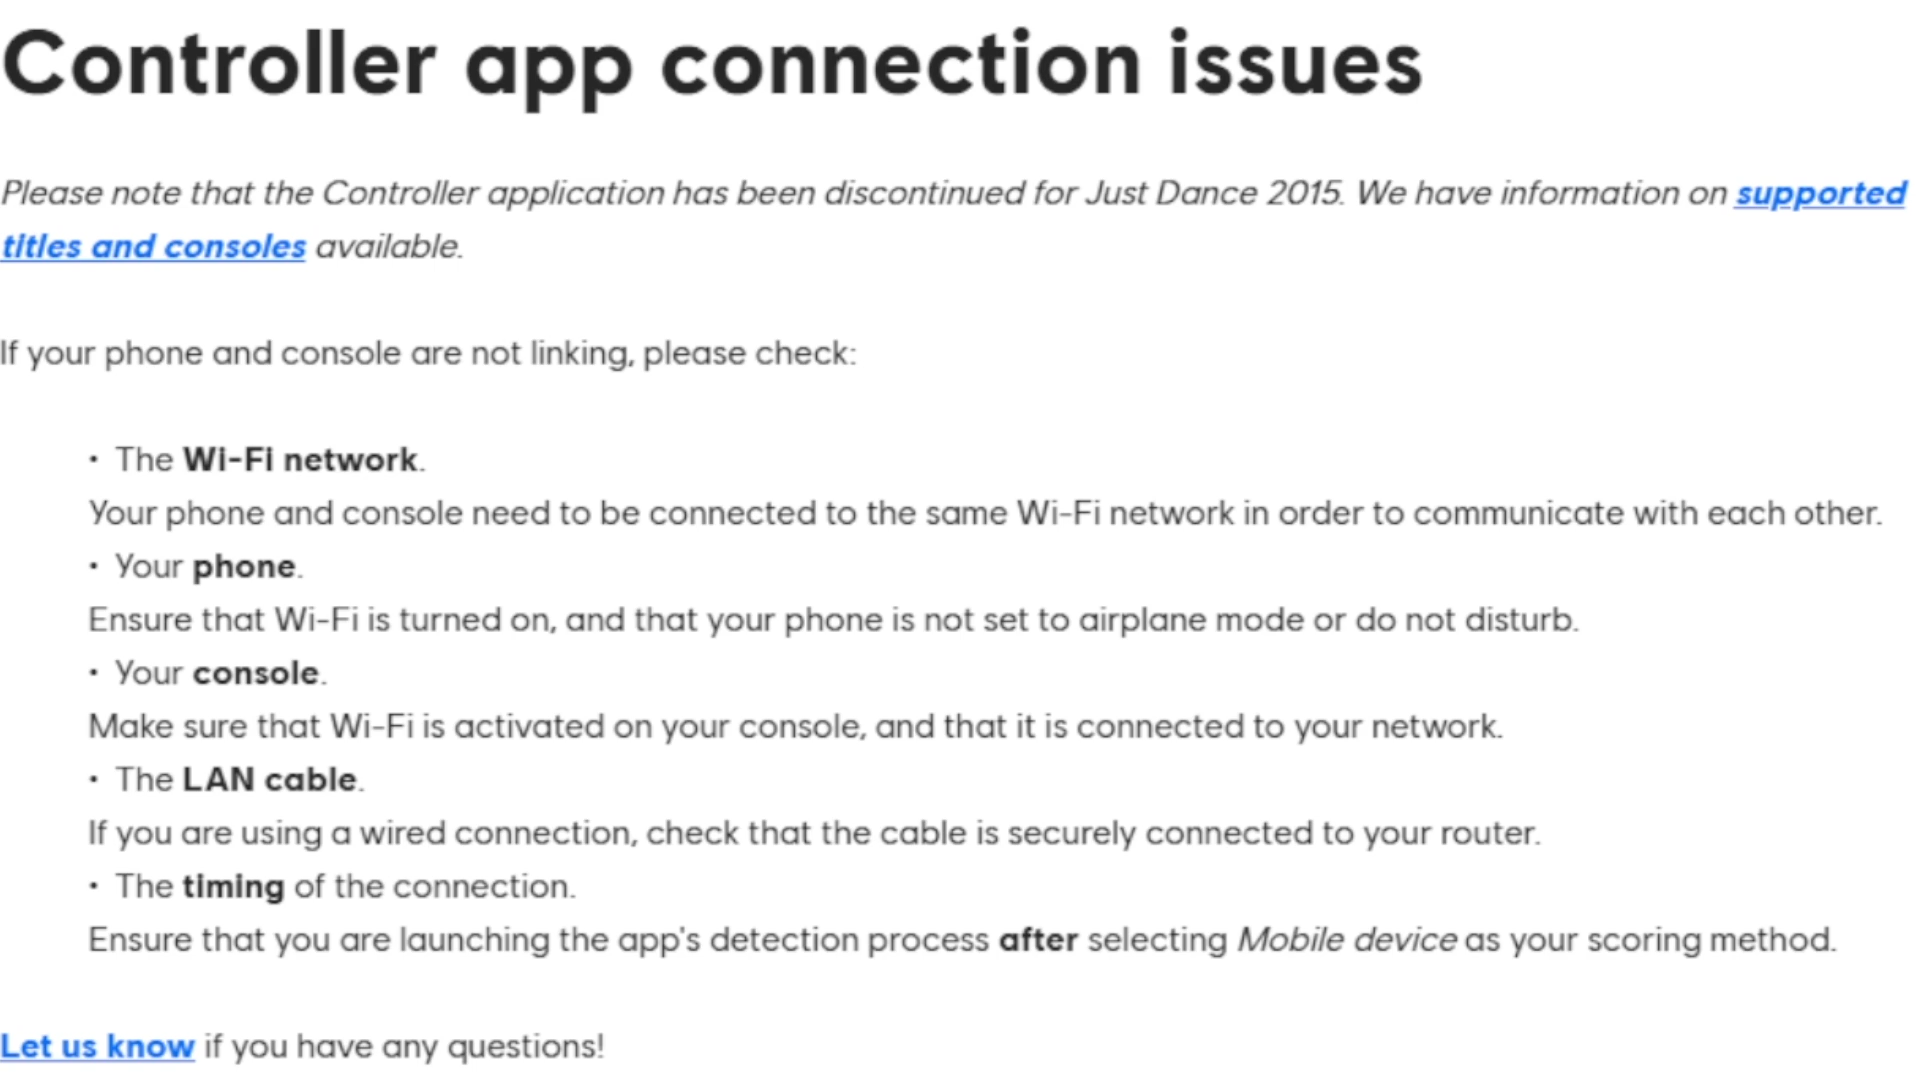 Controller app connection issues
Please note that the Controller application has been discontinued for Just Dance 2015. We have information on supported
titles and consoles available.
If your phone and console are not linking, please check:
• The Wi-Fi network.
Your phone and console need to be connected to the same Wi-Fi network in order to communicate with each other.
• Your phone.
Ensure that Wi-Fi is turned on, and that your phone is not set to airplane mode or do not disturb.
• Your console.
Make sure that Wi-Fi is activated on your console, and that it is connected to your network.
• The LAN cable.
If you are using a wired connection, check that the cable is securely connected to your router.
• The timing of the connection.
Ensure that you are launching the app's detection process after selecting Mobile device as your scoring method.
Let us know if you have any questions!